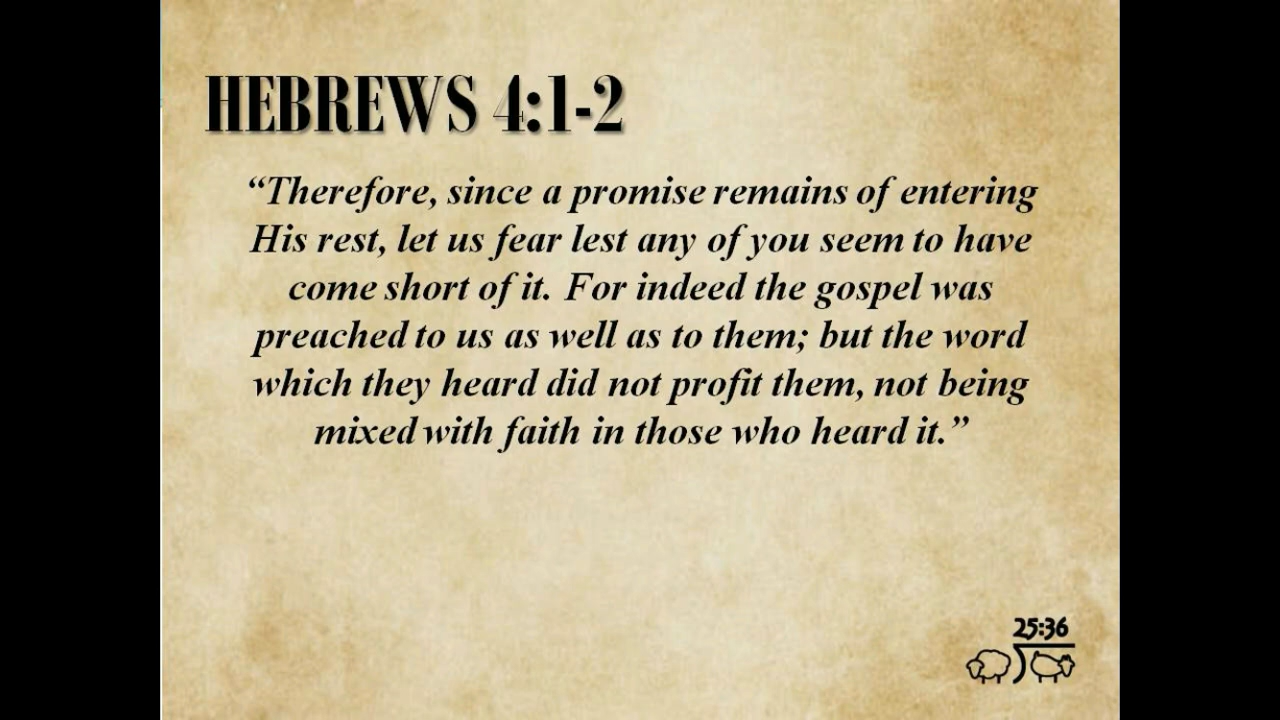 HEBREWS 4:1-2
“Therefore, since a promise remains of entering
His rest, let us fear lest any of you seem to have
come short of it. For indeed the gospel was
preached to us as well as to them; but the word
which they heard did not profit them, not being
mixed with faith in those who heard it.”
25:36